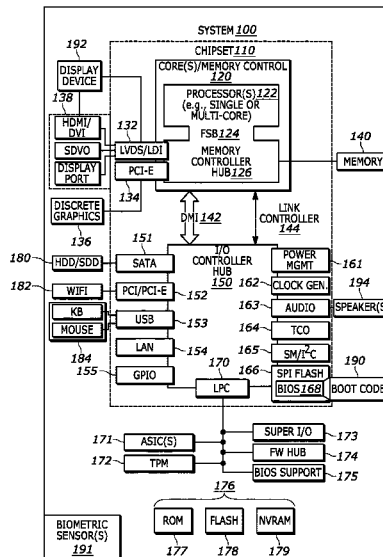 SYSTEM 100
CHIPSET 110
CORE(S)/MEMORY CONTROL
120
PROCESSOR(S) 122
(e.g., SINGLE OR
MULTI-CORE)
FSB 124
MEMORY
CONTROLLER
HUB 126
192
DISPLAY
DEVICE
138
HDMI/
DVI
SDVO
DISPLAY
PORT
132
LVDS/LDI
PCI-E
134
DISCRETE
GRAPHICS
136
140
MEMORY
DMI 142
LINK
CONTROLLER
144
I/O
CONTROLLER
HUB
150
180
HDD/SDD
151
SATA
182
WIFI
PCI/PCI-E
152
KB
MOUSE
184
USB
153
LAN
154
155
GPIO
POWER
MGMT
161
162
CLOCK GEN.
163
AUDIO
194
SPEAKER(S)
164
TCO
165
SM/I²C
166
SPI FLASH
BIOS 168
190
BOOT CODE
170
LPC
171
ASIC(S)
172
TPM
SUPER I/O
173
FW HUB
174
BIOS SUPPORT
175
176
ROM
177
FLASH
178
NVRAM
179
BIOMETRIC
SENSOR(S)
191